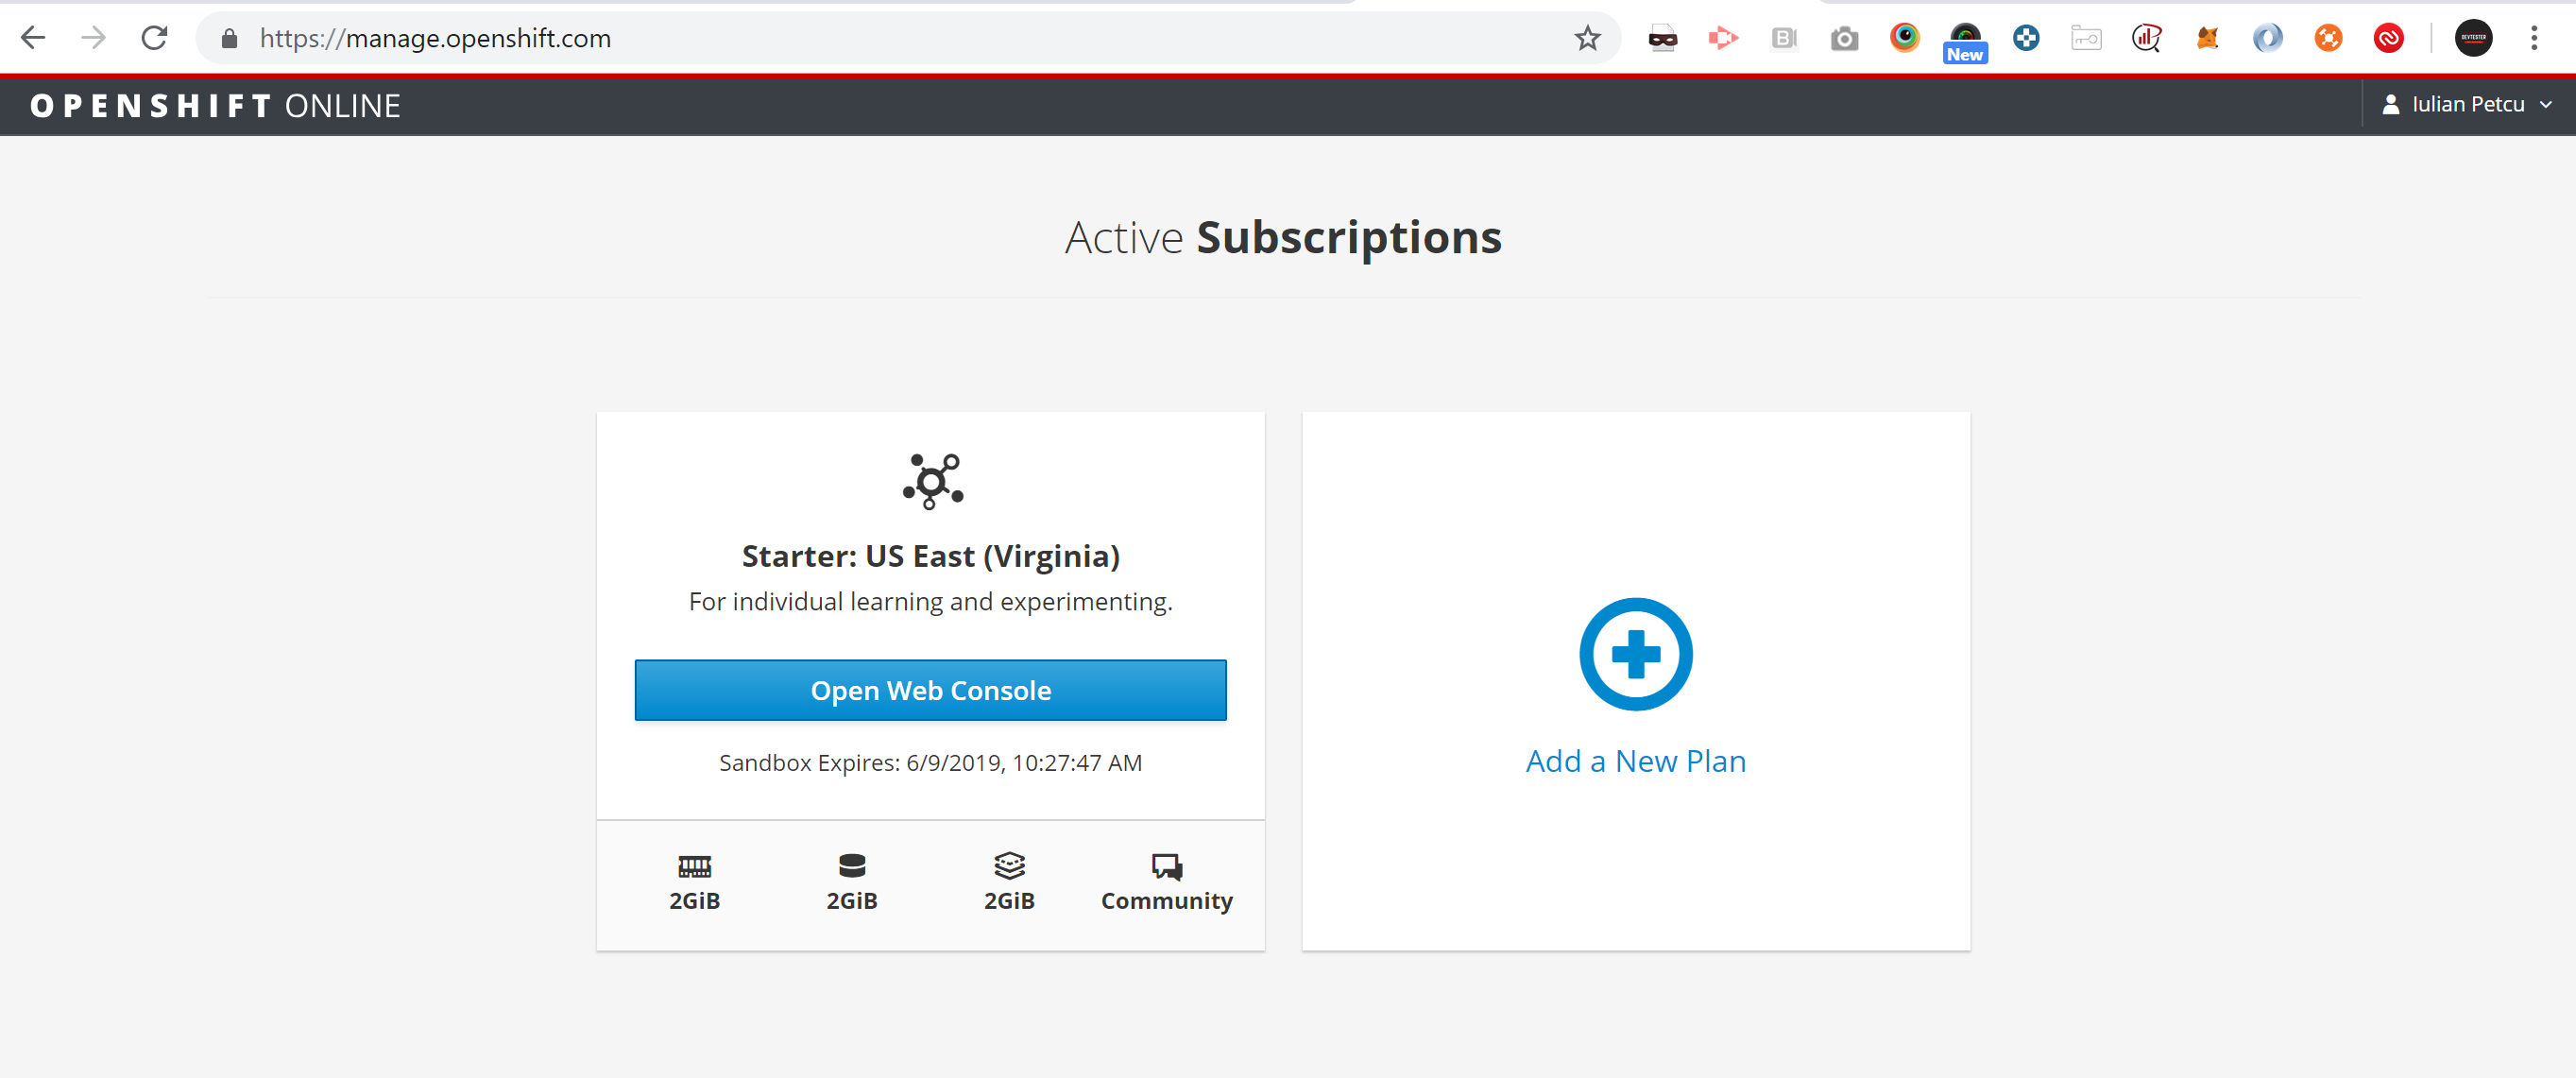 https://manage.openshift.com
New
DEVTESTER
OPENSHIFT ONLINE
Iulian Petcu
Active Subscriptions
Starter: US East (Virginia)
For individual learning and experimenting.
Open Web Console
Sandbox Expires: 6/9/2019, 10:27:47 AM
2GiB 2GiB 2GiB Community
Add a New Plan